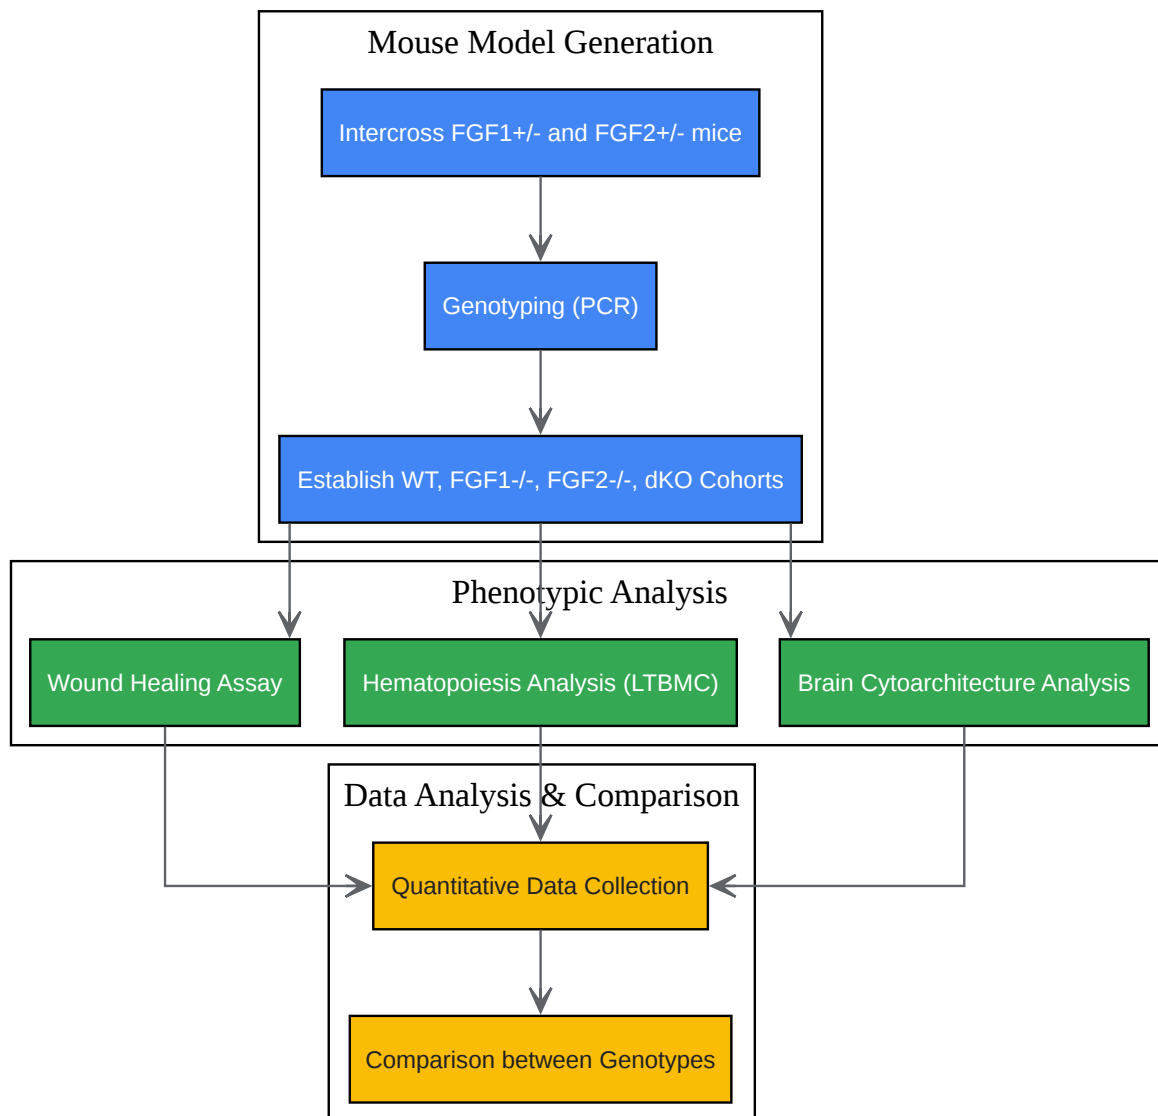 Mouse Model Generation
Intercross FGF1+/- and FGF2+/- mice
Genotyping (PCR)
Establish WT, FGF1-/-, FGF2-/-, dKO Cohorts
Phenotypic Analysis
Wound Healing Assay
Hematopoiesis Analysis (LTBMC)
Brain Cytoarchitecture Analysis
Data Analysis & Comparison
Quantitative Data Collection
Comparison between Genotypes